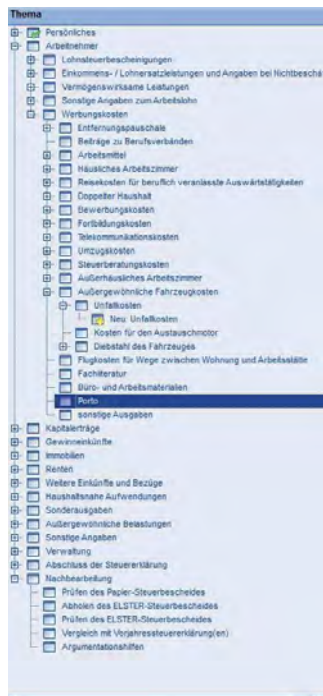 Thema
Persönliches
Arbeitnehmer
Lohnsteuerbescheinigungen
Einkommens- / Lohnersatzleistungen und Angaben bei Nichtbeschä
Vermögenswirksame Leistungen
Sonstige Angaben zum Arbeitslohn
Werbungskosten
Entfernungspauschale
Beiträge zu Berufsverbänden
Arbeitsmittel
Häusliches Arbeitszimmer
Reisekosten für beruflich veranlasste Auswärtstätigkeiten
Doppelter Haushalt
Bewerbungskosten
Fortbildungskosten
Telekommunikationskosten
Umzugskosten
Steuerberatungskosten
Außerhäusliches Arbeitszimmer
Außergewöhnliche Fahrzeugkosten
Unfallkosten
Neu: Unfallkosten
Kosten für den Austauschmotor
Diebstahl des Fahrzeuges
Flugkosten für Wege zwischen Wohnung und Arbeitsstätte
Fachliteratur
Büro- und Arbeitsmaterialen
Porto
sonstige Ausgaben
Kapitalerträge
Gewinneinkünfte
Immobilien
Renten
Weitere Einkünfte und Bezüge
Haushaltsnahe Aufwendungen
Sonderausgaben
Außergewöhnliche Belastungen
Sonstige Angaben
Verwaltung
Abschluss der Steuererklärung
Nachbearbeitung
Prüfen des Papier-Steuerbescheides
Abholen des ELSTER-Steuerbescheides
Prüfen des ELSTER-Steuerbescheides
Vergleich mit Vorjahressteuererklärung(en)
Argumentationshilfen